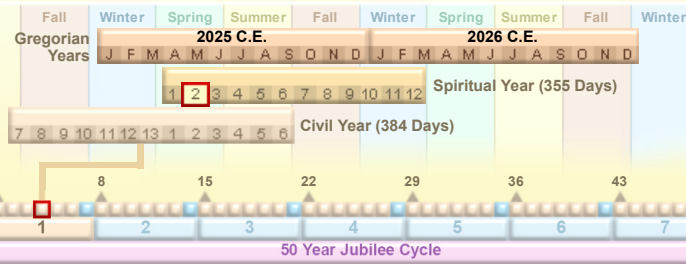 Fall Winter Spring Summer Fall Winter Spring Summer Fall Winter
Gregorian Years
2025 C.E. 2026 C.E.
J F M A M J J A S O N D J F M A M J J A S O N D
1 2 3 4 5 6 7 8 9 10 11 12 Spiritual Year (355 Days)
7 8 9 10 11 12 13 1 2 3 4 5 6 Civil Year (384 Days)
8 15 22 29 36 43
1 2 3 4 5 6 7
50 Year Jubilee Cycle